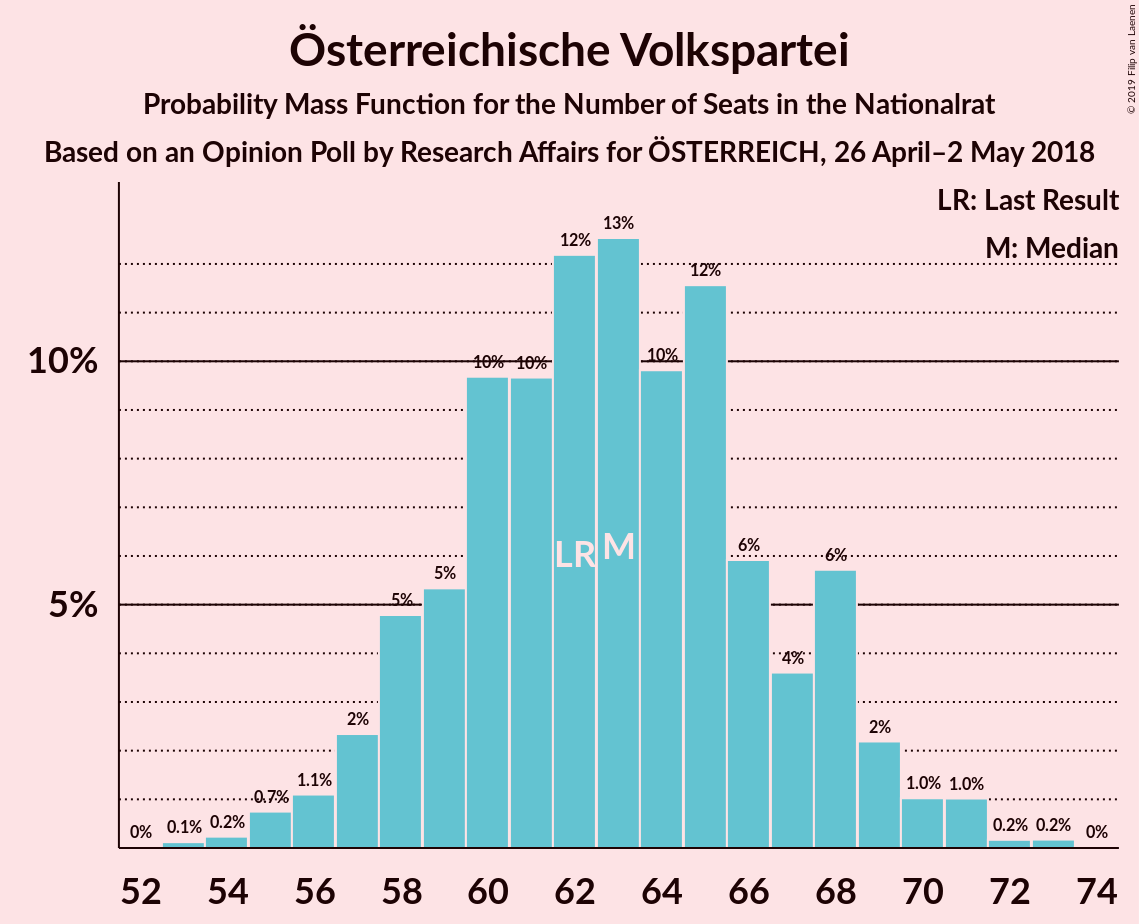 Österreichische Volkspartei
Probability Mass Function for the Number of Seats in the Nationalrat
Based on an Opinion Poll by Research Affairs for ÖSTERREICH, 26 April–2 May 2018
© 2019 Filip van Laenen
LR: Last Result
M: Median
10%
5%
0% 0.1% 0.2% 0.7% 1.1% 2% 5% 5% 10% 10% 12% 13% 10% 12% 6% 4% 6% 2% 1.0% 1.0% 0.2% 0.2% 0%
LR M
52 54 56 58 60 62 64 66 68 70 72 74